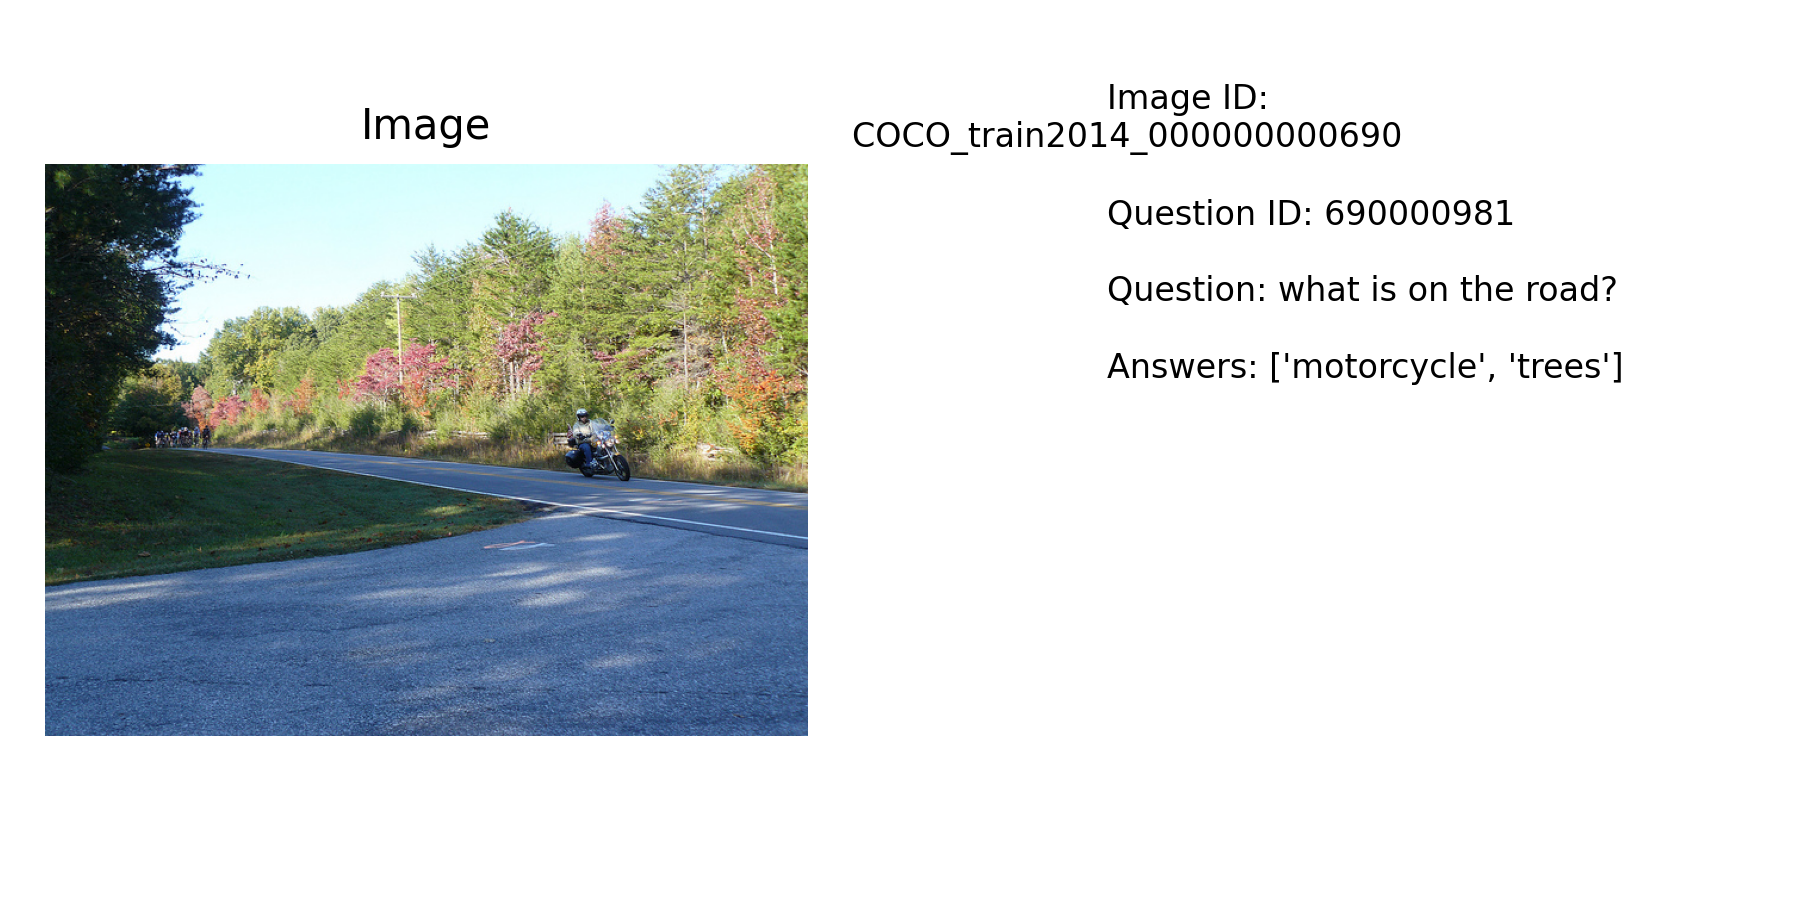 Image
Image ID:
COCO_train2014_000000000690
Question ID: 690000981
Question: what is on the road?
Answers: ['motorcycle', 'trees']